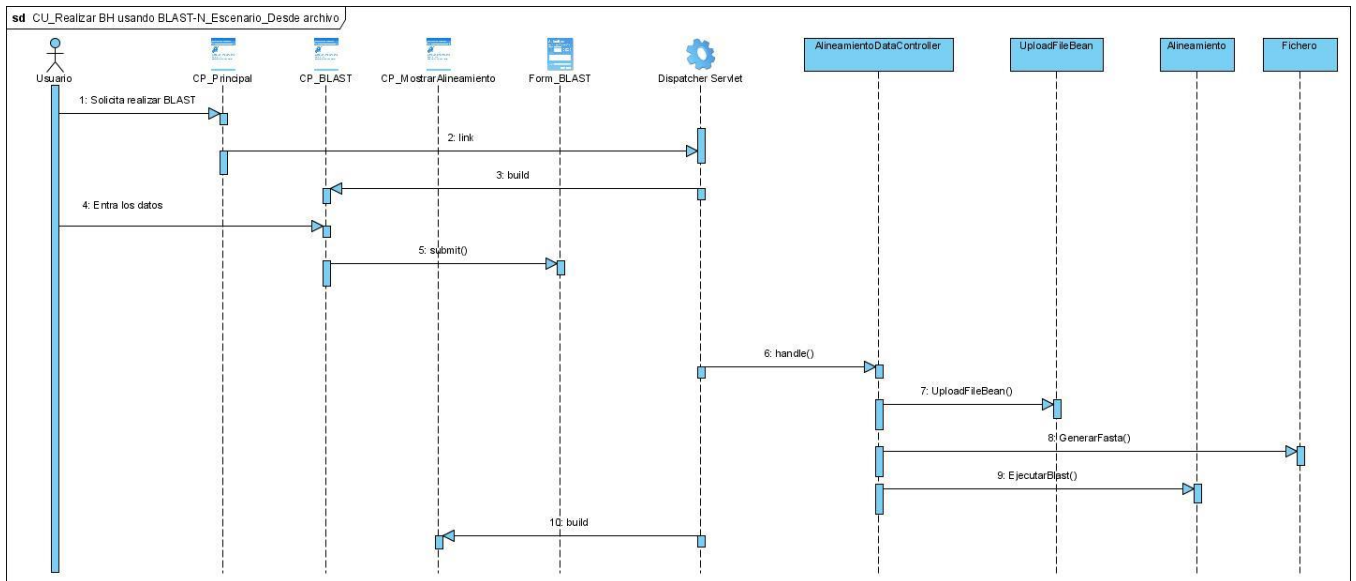 sd CU_Realizar BH usando BLAST-N_Escenario_Desde archivo
Usuario
CP_Principal
CP_BLAST
CP_MostrarAlineamiento
Form_BLAST
Dispatcher Servlet
AlineamientoDataController
UploadFileBean
Alineamiento
Fichero
1: Solicita realizar BLAST
2: link
3: build
4: Entra los datos
5: submit()
6: handle()
7: UploadFileBean()
8: GenerarFasta()
9: EjecutarBlast()
10: build